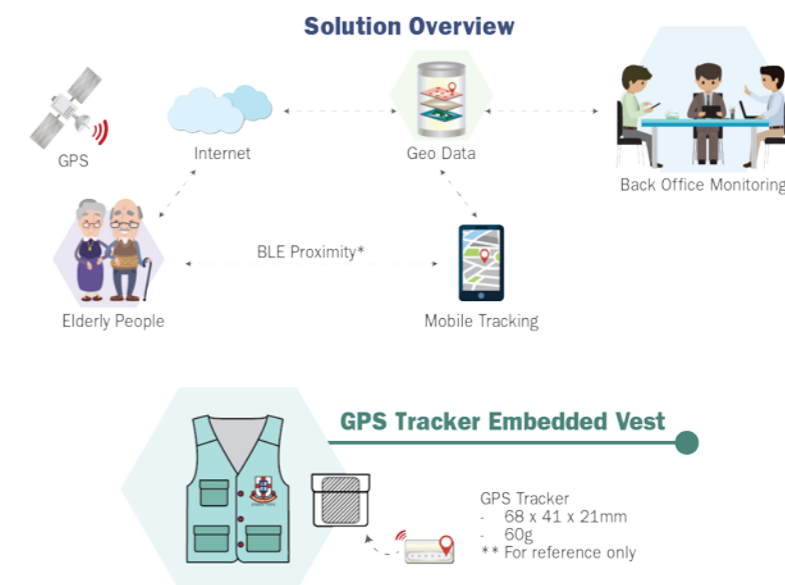 Solution Overview
GPS
Internet
Geo Data
Back Office Monitoring
BLE Proximity*
Elderly People
Mobile Tracking
GPS Tracker Embedded Vest
GPS Tracker
- 68 x 41 x 21mm
- 60g
** For reference only